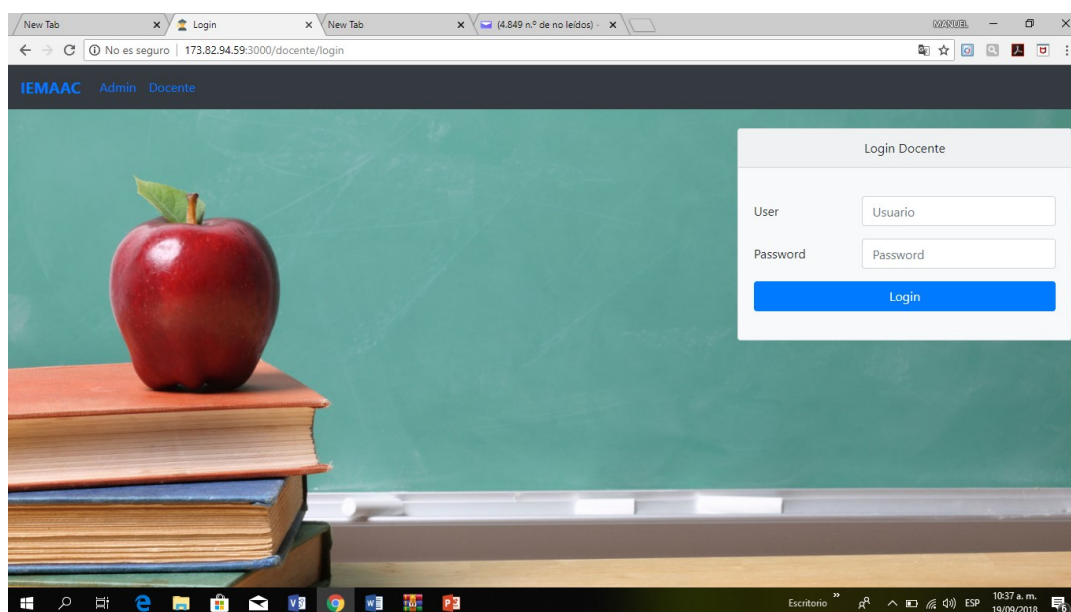 New Tab
Login
New Tab
(4.849 n.º de no leídos) -
MANUEL
No es seguro | 173.82.94.59:3000/docente/login
IEMAAC Admin Docente
Login Docente
User Usuario
Password Password
Login
Escritorio » ESP 10:37 a. m.
19/09/2018 6